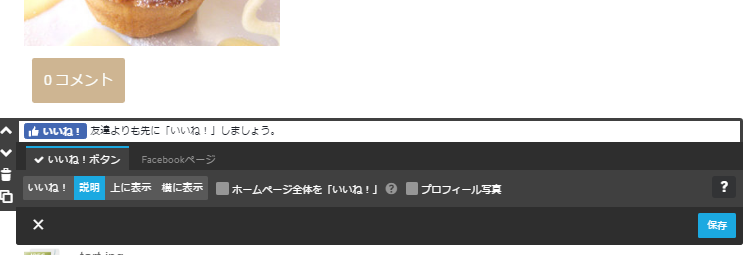 0 コメント
いいね！ 友達よりも先に「いいね！」しましょう。
いいね！ボタン Facebookページ
いいね！ 説明 上に表示 横に表示 ホームページ全体を「いいね！」 ? プロフィール写真 ?
保存